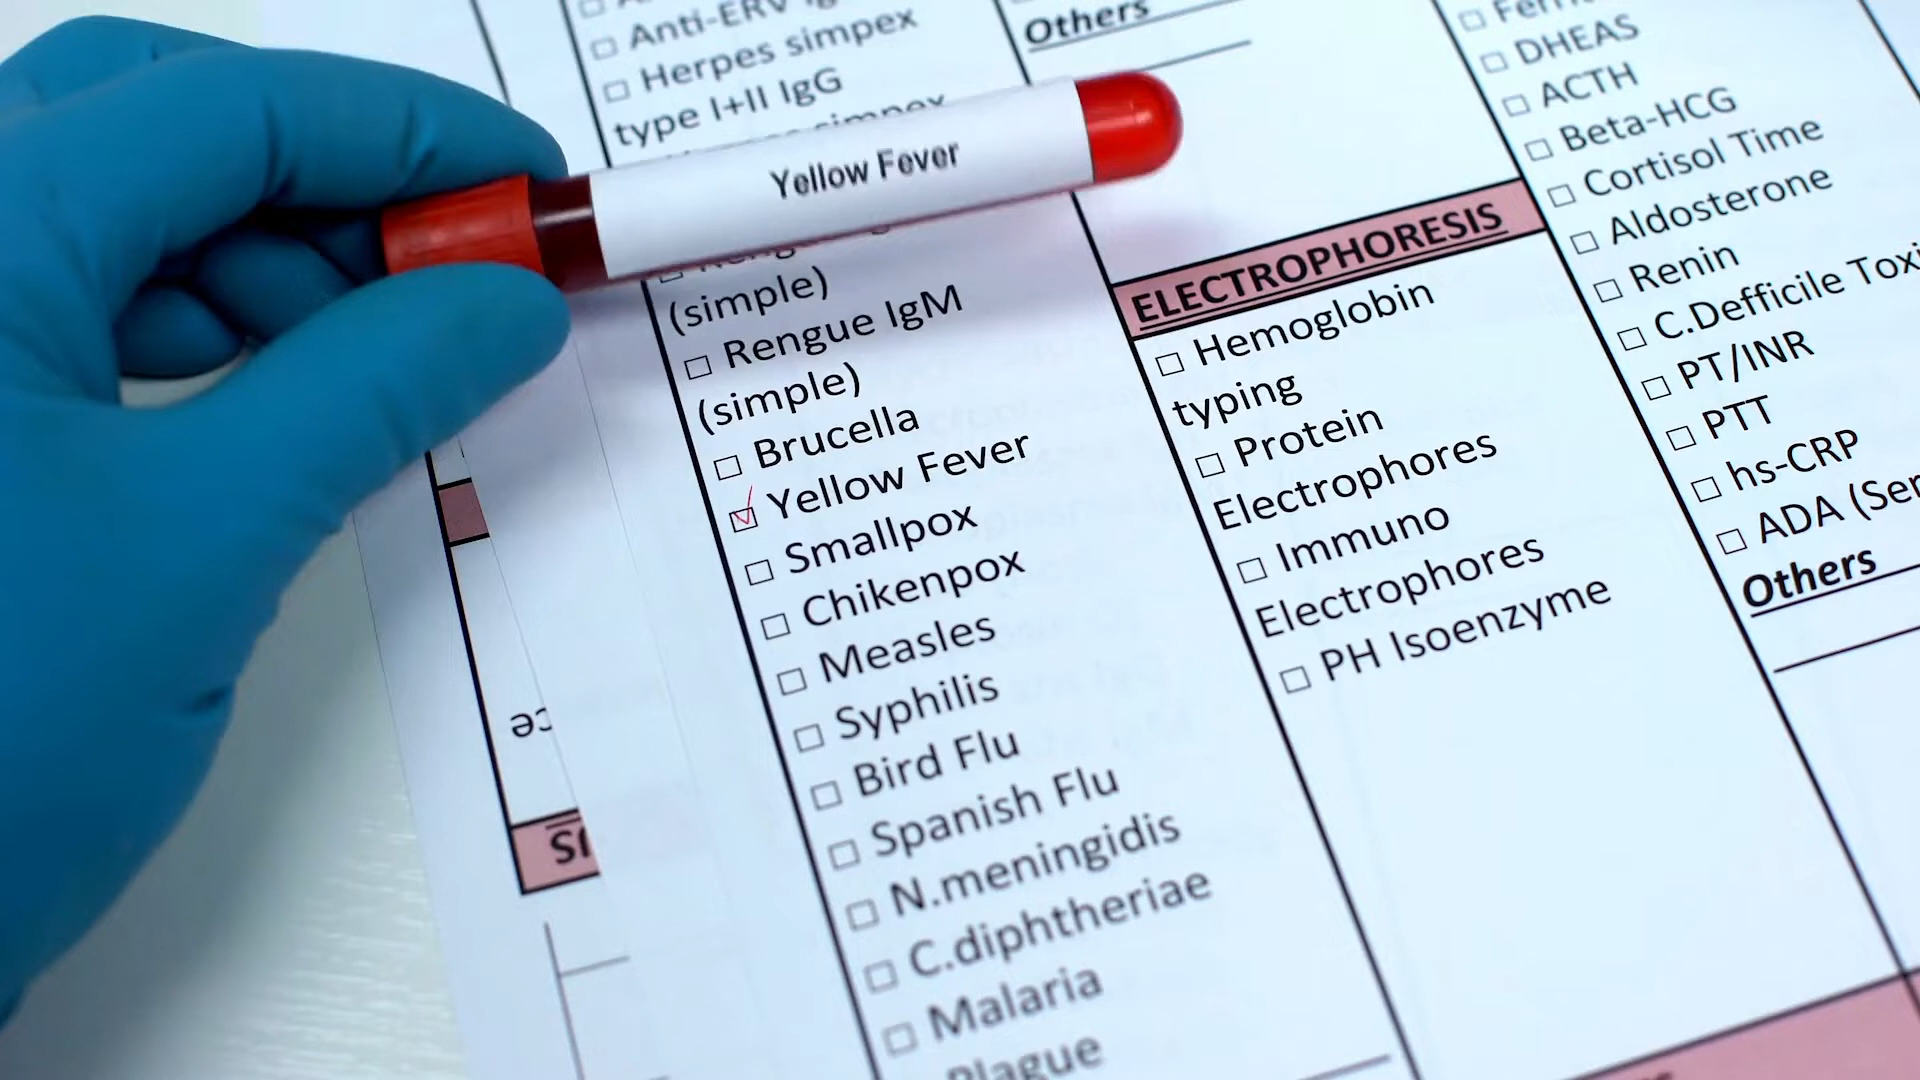 Anti-ERV
Herpes simpex
type I+II IgG
simpex
Yellow Fever
(simple)
Rengue IgM
(simple)
Brucella
Yellow Fever
Smallpox
Chikenpox
Measles
Syphilis
Bird Flu
Spanish Flu
N.meningidis
C.diphtheriae
Malaria
Plague
Others
ELECTROPHORESIS
Hemoglobin
typing
Protein
Electrophores
Immuno
Electrophores
PH Isoenzyme
DHEAS
ACTH
Beta-HCG
Cortisol Time
Aldosterone
Renin
C.Defficile Toxi
PT/INR
PTT
hs-CRP
ADA (Ser
Others